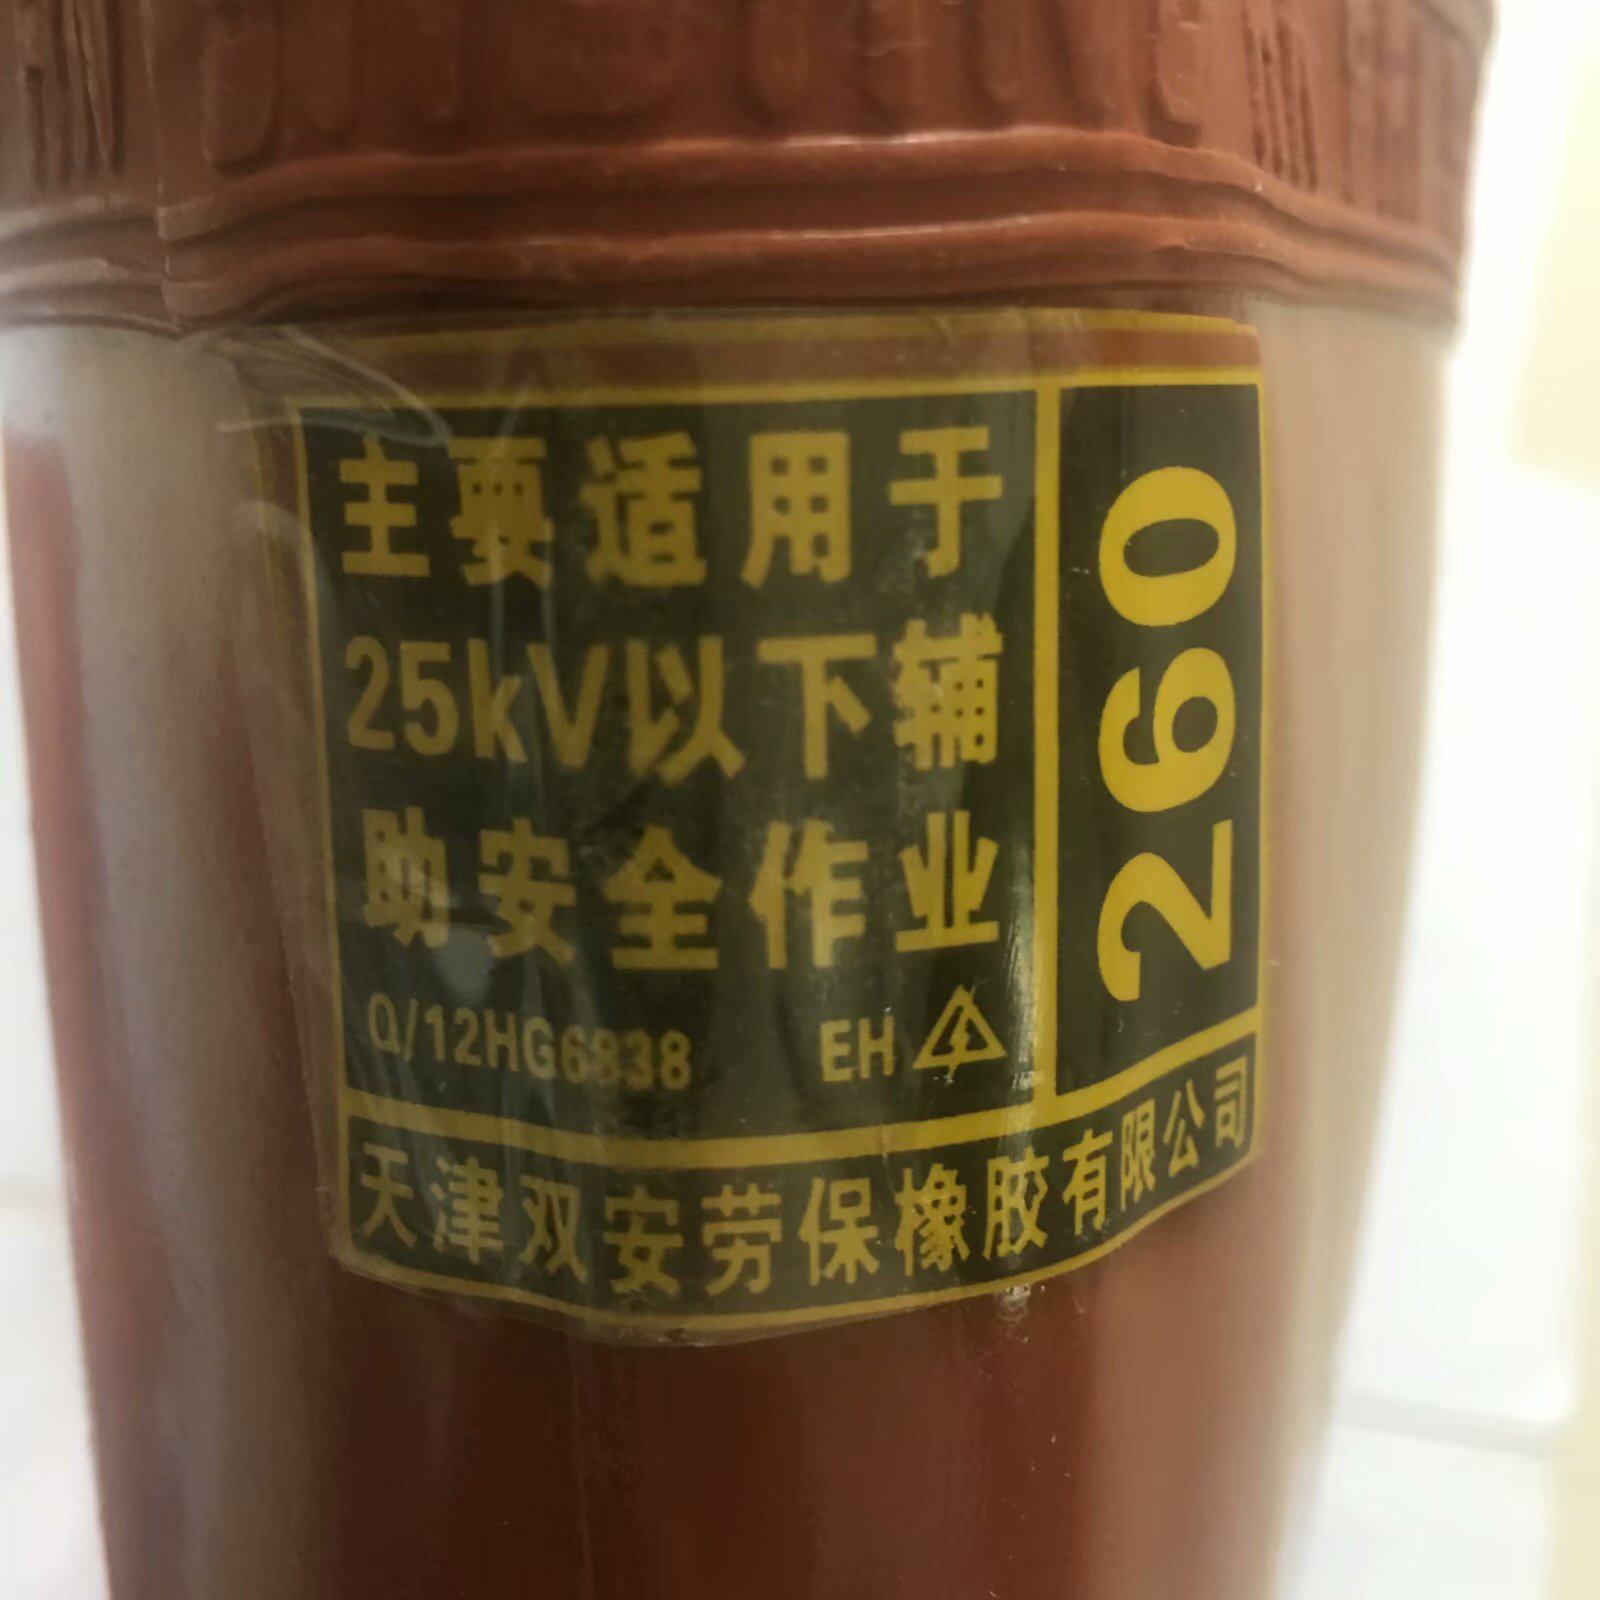 主要适用于
25kV以下辅
助安全作业
Q/12HG6838 EH
260
天津双安劳保橡胶有限公司